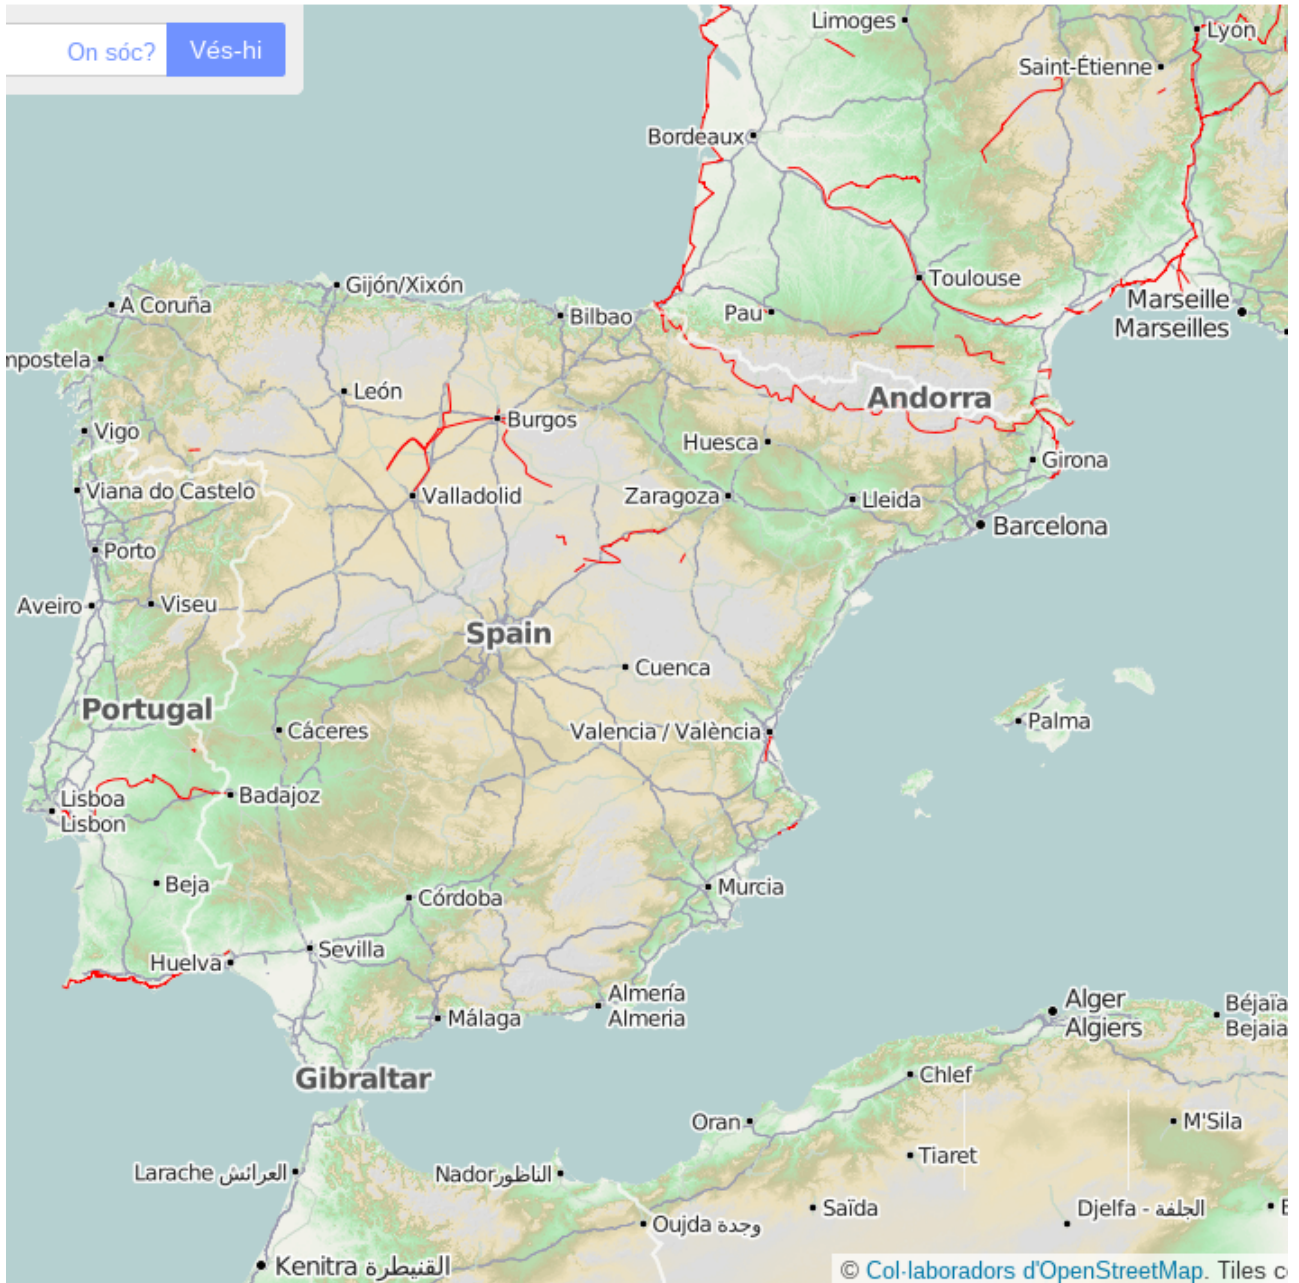 Limoges
Lyon
On sóc?
Vés-hi
Saint-Étienne
Bordeaux
Toulouse
Gijón/Xixón
A Coruña
Bilbao
Pau
Marseille
Marseilles
mpostela
León
Andorra
Burgos
Vigo
Huesca
Girona
Viana do Castelo
Valladolid
Zaragoza
Lleida
Barcelona
Porto
Aveiro
Viseu
Spain
Cuenca
Portugal
Cáceres
Valencia / València
Palma
Lisboa
Lisbon
Badajoz
Beja
Córdoba
Murcia
Huelva
Sevilla
Almería
Almeria
Málaga
Alger
Algiers
Béjaïa
Bejaia
Gibraltar
Chlef
Oran
M'Sila
Tiaret
Larache العرائش
Nador الناظور
Saïda
Djelfa - الجلفة
Oujda وجدة
Kenitra القنيطرة
© Col·laboradors d'OpenStreetMap. Tiles